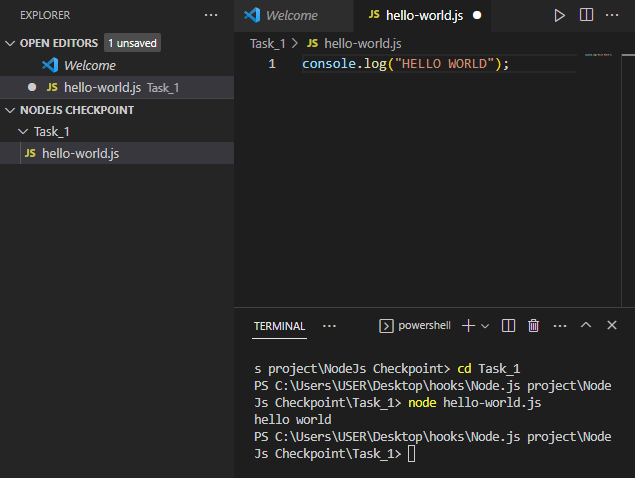 EXPLORER
OPEN EDITORS 1 unsaved
Welcome
JS hello-world.js Task_1
NODEJS CHECKPOINT
Task_1
JS hello-world.js
Welcome
JS hello-world.js
Task_1 > JS hello-world.js
1 console.log("HELLO WORLD");
TERMINAL ··· powershell
s project\NodeJs Checkpoint> cd Task_1
PS C:\Users\USER\Desktop\hooks\Node.js project\Node
Js Checkpoint\Task_1> node hello-world.js
hello world
PS C:\Users\USER\Desktop\hooks\Node.js project\Node
Js Checkpoint\Task_1>